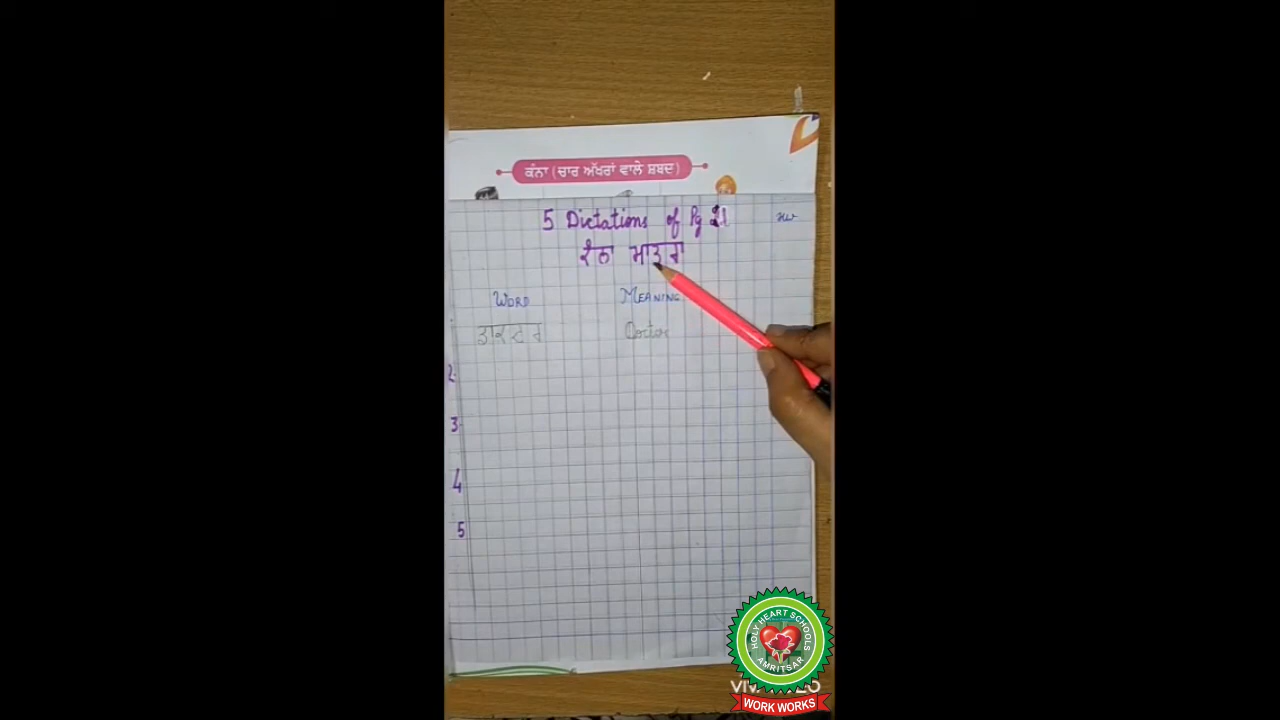 ਕੰਨਾ (ਚਾਰ ਅੱਖਰਾਂ ਵਾਲੇ ਸ਼ਬਦ)
5 Dictations of Pg 21 HW
ਕੰਨਾ ਮਾਤਰਾ
WORD MEANING
ਡਾਕਟਰ Doctor
2.
3.
4
5
HOLY HEART SCHOOLS
AMRITSAR
WORK WORKS